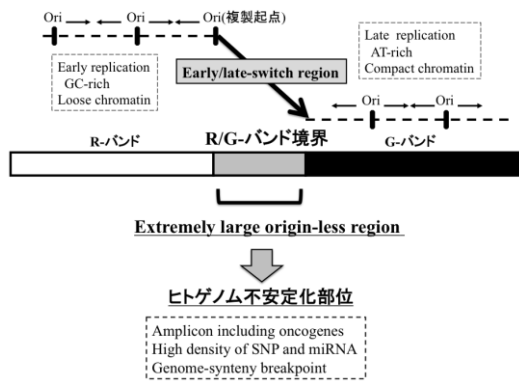 Ori Ori Ori(複製起点)
Early replication
GC-rich
Loose chromatin
Early/late-switch region
Late replication
AT-rich
Compact chromatin
Ori Ori
R-バンド R/G-バンド境界 G-バンド
Extremely large origin-less region
ヒトゲノム不安定化部位
Amplicon including oncogenes
High density of SNP and miRNA
Genome-synteny breakpoint